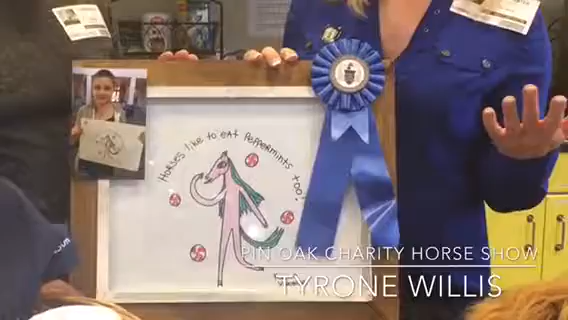 Horses like to eat Peppermints too!
PIN OAK CHARITY HORSE SHOW
TYRONE WILLIS